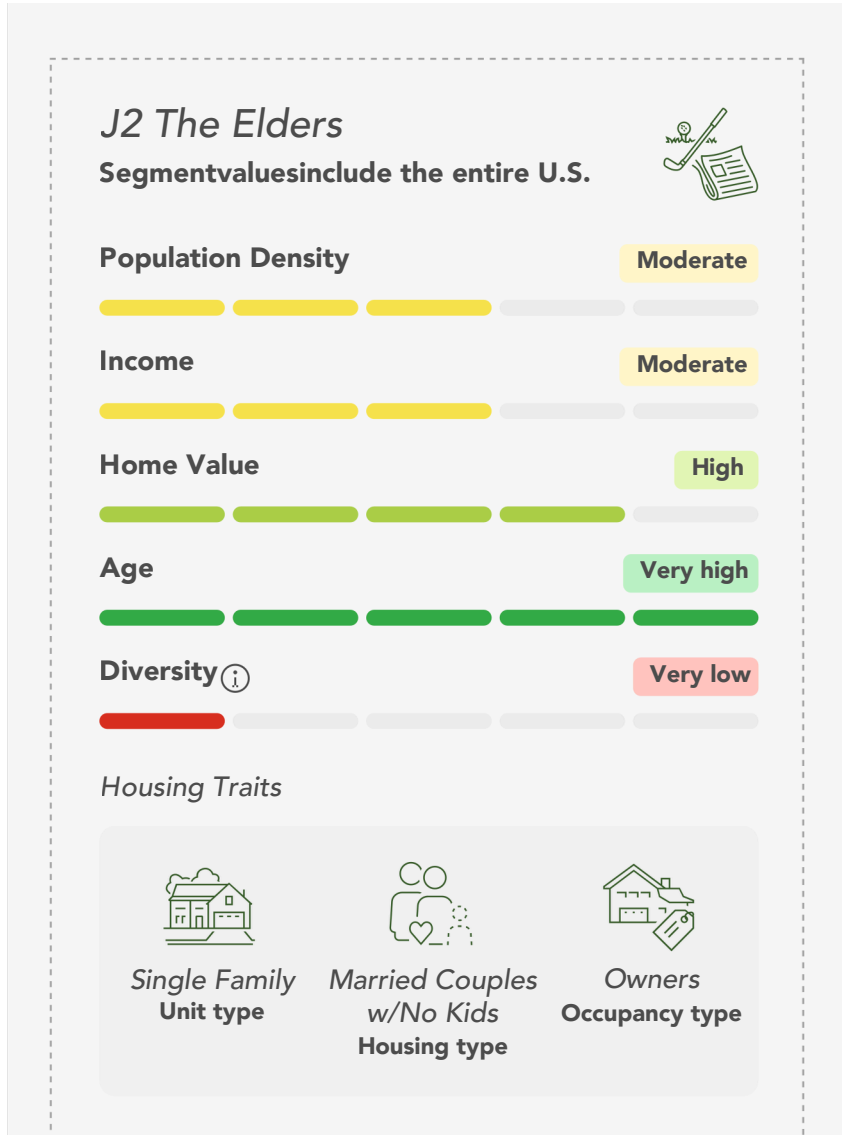 J2 The Elders
Segmentvaluesinclude the entire U.S.
Population Density
Moderate
Income
Moderate
Home Value
High
Age
Very high
Diversity
Very low
Housing Traits
Single Family
Unit type
Married Couples
w/No Kids
Housing type
Owners
Occupancy type